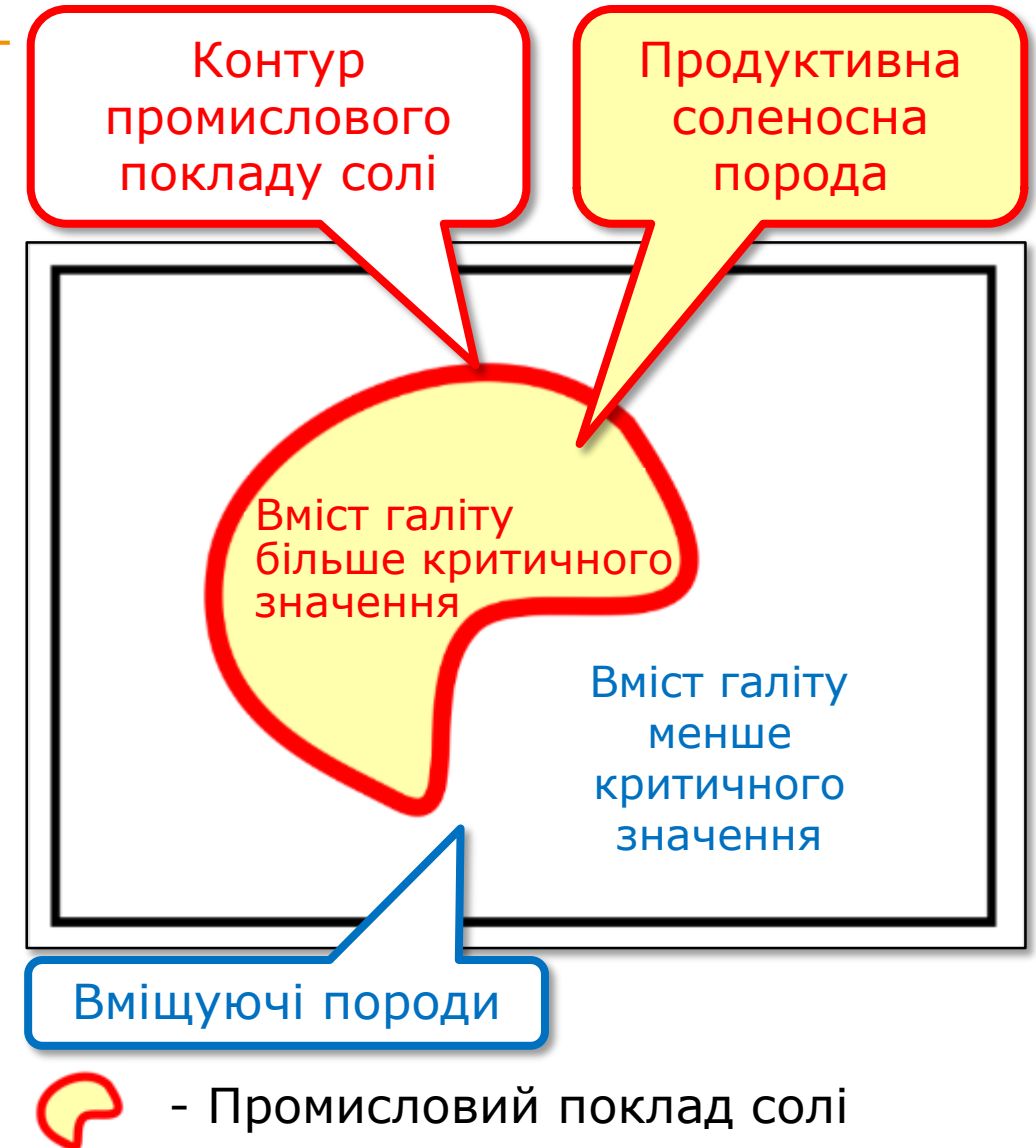 Контур
промислового
покладу солі
Продуктивна
соленосна
порода
Вміст галіту
більше критичного
значення
Вміст галіту
менше
критичного
значення
Вміщуючі породи
- Промисловий поклад солі